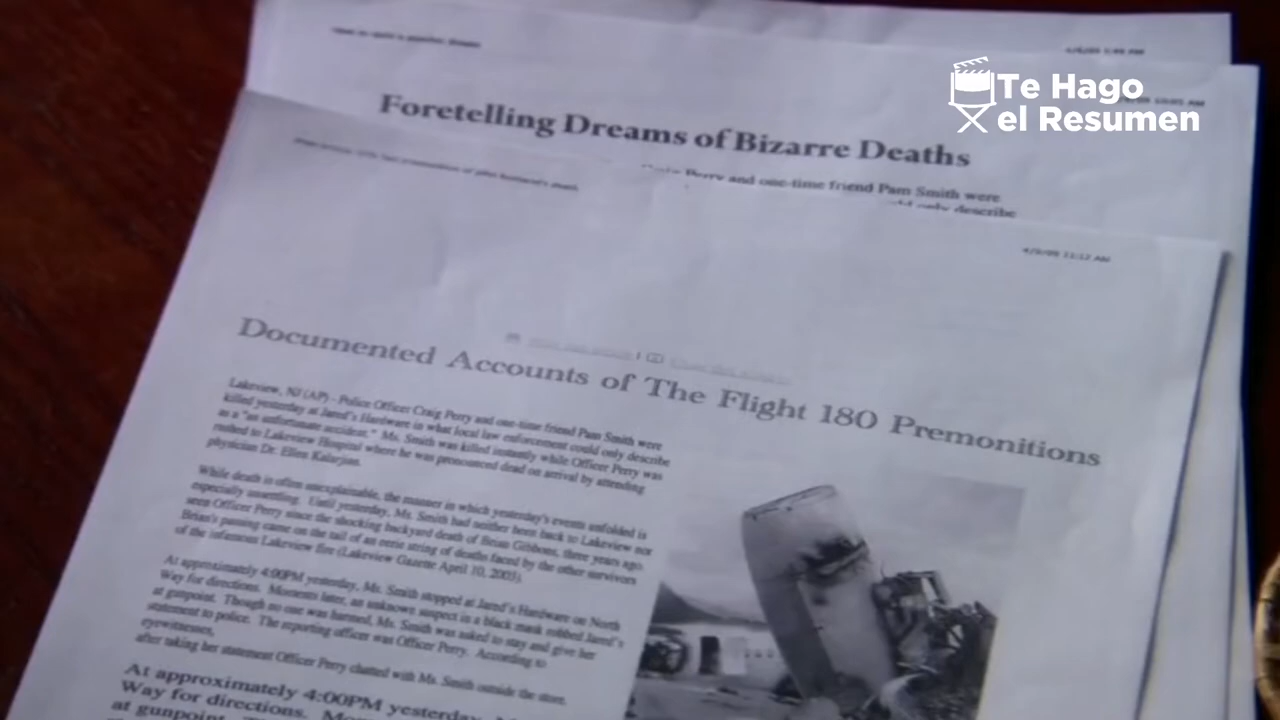 Te Hago
el Resumen
Foretelling Dreams of Bizarre Deaths
Perry and one-time friend Pam Smith were
only describe
4/9/09 11:12 AM
Documented Accounts of The Flight 180 Premonitions
Lakeview, NJ (AP) - Police Officer Craig Perry and one-time friend Pam Smith were
killed yesterday at Jared's Hardware in what local law enforcement could only describe
as a "an unfortunate accident." Ms. Smith was killed instantly while Officer Perry was
rushed to Lakeview Hospital where he was pronounced dead on arrival by attending
physician Dr. Ellen Kalarjian.
While death is often unexplainable, the manner in which yesterday's events unfolded is
especially unsettling. Until yesterday, Ms. Smith had neither been back to Lakeview nor
seen Officer Perry since the shocking backyard death of Brian Gibbons, three years ago.
Brian's passing came on the tail of an eerie string of deaths faced by the other survivors
of the infamous Lakeview fire (Lakeview Gazette April 10, 2003).
At approximately 4:00PM yesterday, Ms. Smith stopped at Jared's Hardware on North
Way for directions. Moments later, an unknown suspect in a black mask robbed Jared's
at gunpoint. Though no one was harmed, Ms. Smith was asked to stay and give her
statement to police. The reporting officer was Officer Perry. According to
eyewitnesses,
after taking her statement Officer Perry chatted with Ms. Smith outside the store.
At approximately 4:00PM yesterday,
Way for directions.
at gunpoint.